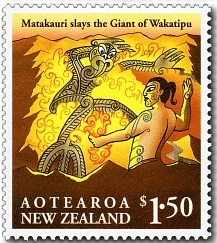 Matakauri slays the Giant of Wakatipu
AOTEAROA $1.50
NEW ZEALAND